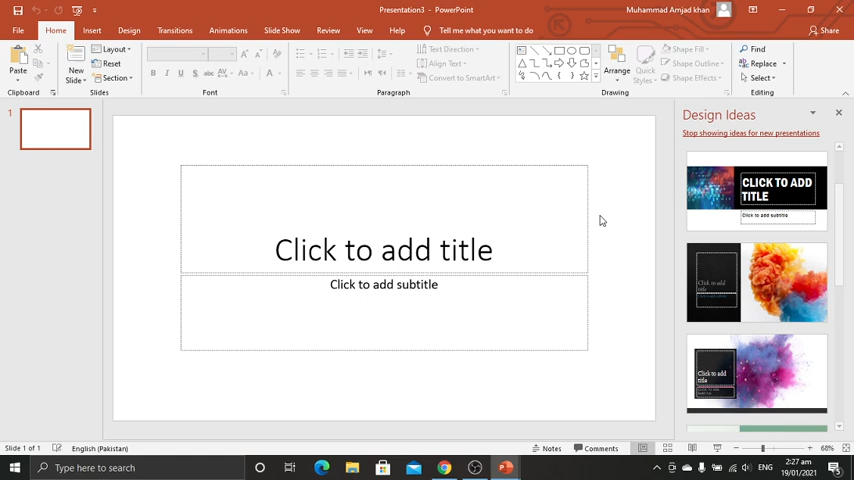 Presentation3 - PowerPoint
Muhammad Amjad khan
File Home Insert Design Transitions Animations Slide Show Review View Help Tell me what you want to do Share
Paste
Clipboard
New Slide
Layout
Reset
Section
Slides
Font
Text Direction
Align Text
Convert to SmartArt
Paragraph
Arrange
Quick Styles
Shape Fill
Shape Outline
Shape Effects
Drawing
Find
Replace
Select
Editing
1
Click to add title
Click to add subtitle
Design Ideas
Stop showing ideas for new presentations
CLICK TO ADD
TITLE
Click to add subtitle
Click to add
title
Click to add
title
Slide 1 of 1 English (Pakistan) Notes Comments 68%
Type here to search
ENG
2:27 am
19/01/2021